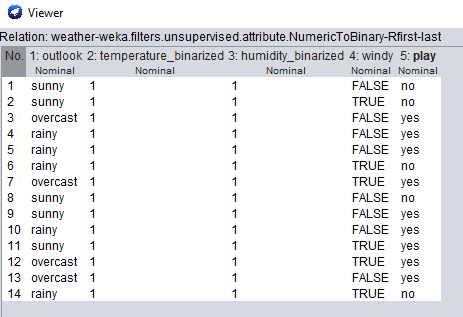 Viewer
Relation: weather-weka.filters.unsupervised.attribute.NumericToBinary-Rfirst-last
No. 1: outlook 2: temperature_binarized 3: humidity_binarized 4: windy 5: play
Nominal Nominal Nominal Nominal Nominal
1 sunny 1 1 FALSE no
2 sunny 1 1 TRUE no
3 overcast 1 1 FALSE yes
4 rainy 1 1 FALSE yes
5 rainy 1 1 FALSE yes
6 rainy 1 1 TRUE no
7 overcast 1 1 TRUE yes
8 sunny 1 1 FALSE no
9 sunny 1 1 FALSE yes
10 rainy 1 1 FALSE yes
11 sunny 1 1 TRUE yes
12 overcast 1 1 TRUE yes
13 overcast 1 1 FALSE yes
14 rainy 1 1 TRUE no